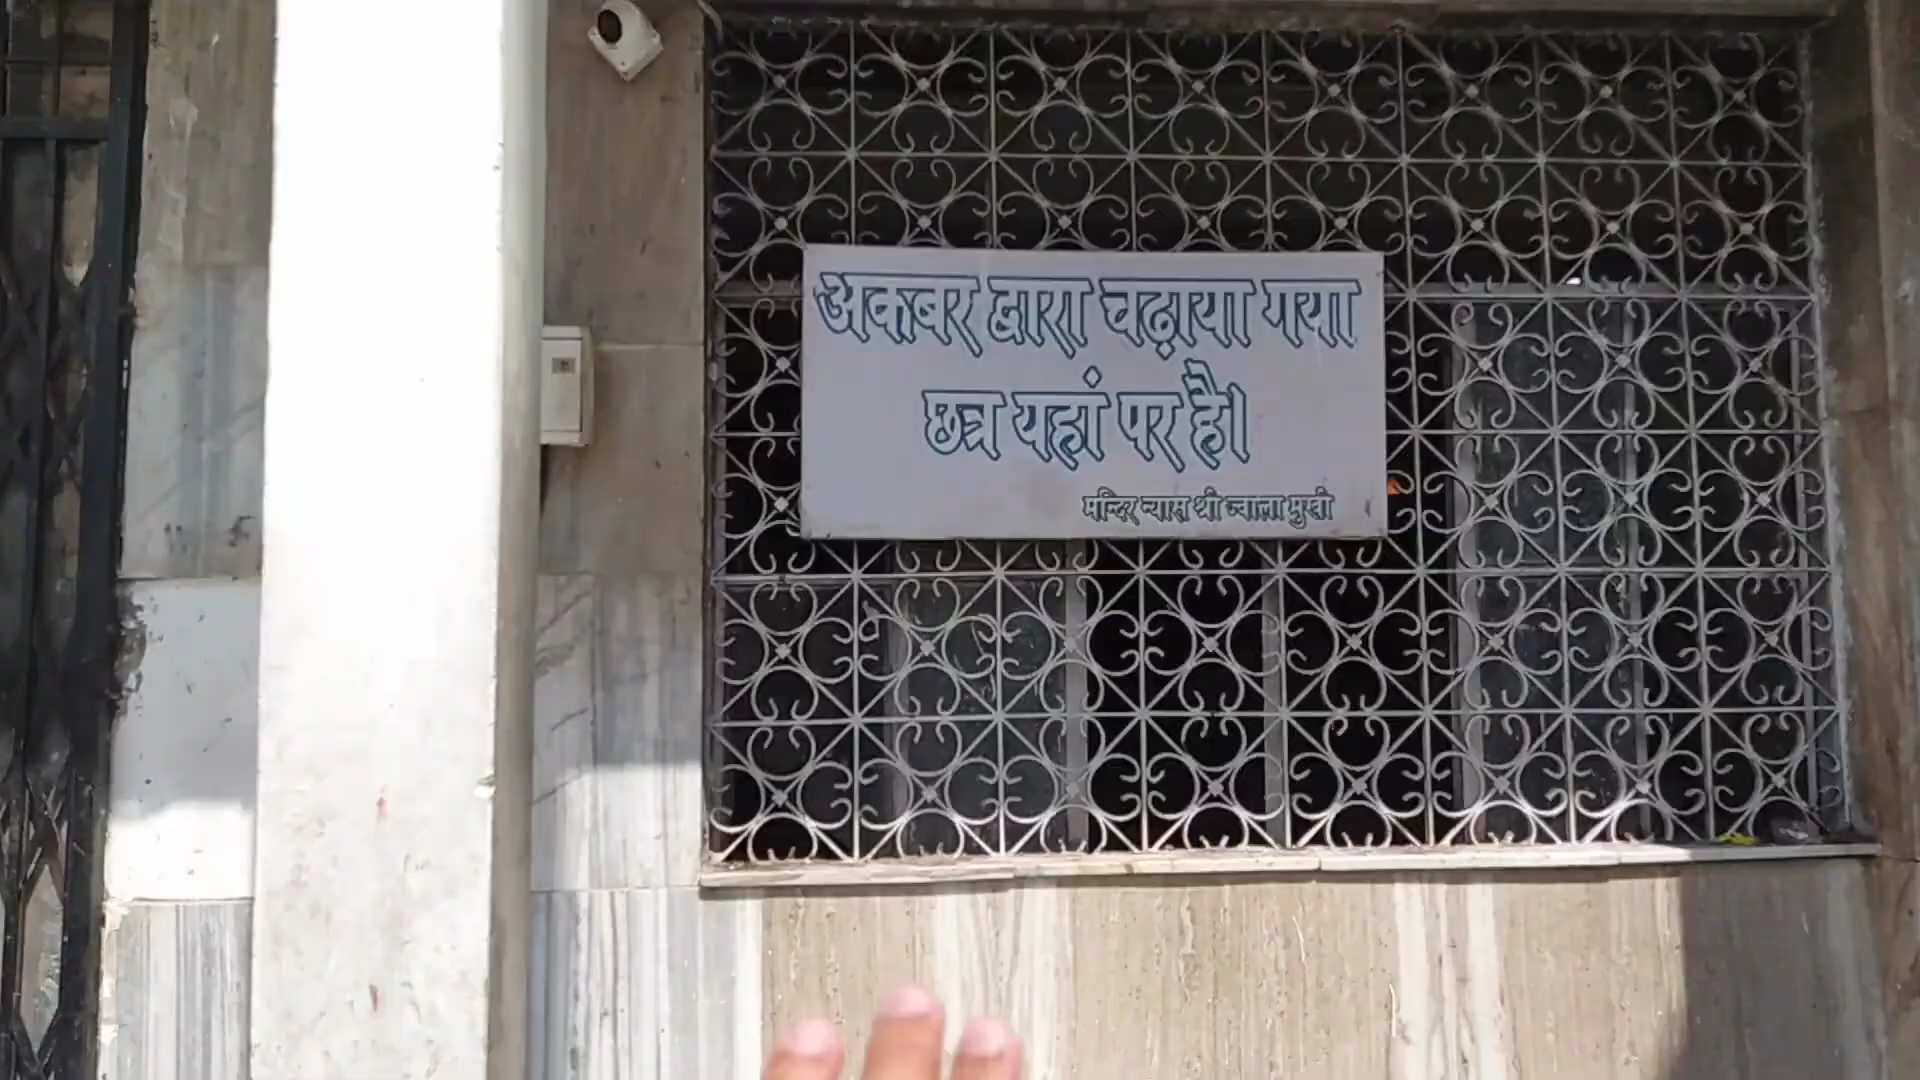 अकबर द्वारा चढ़ाया गया
छत्र यहां पर है।
मन्दिर न्यास श्री ज्वाला मुखी